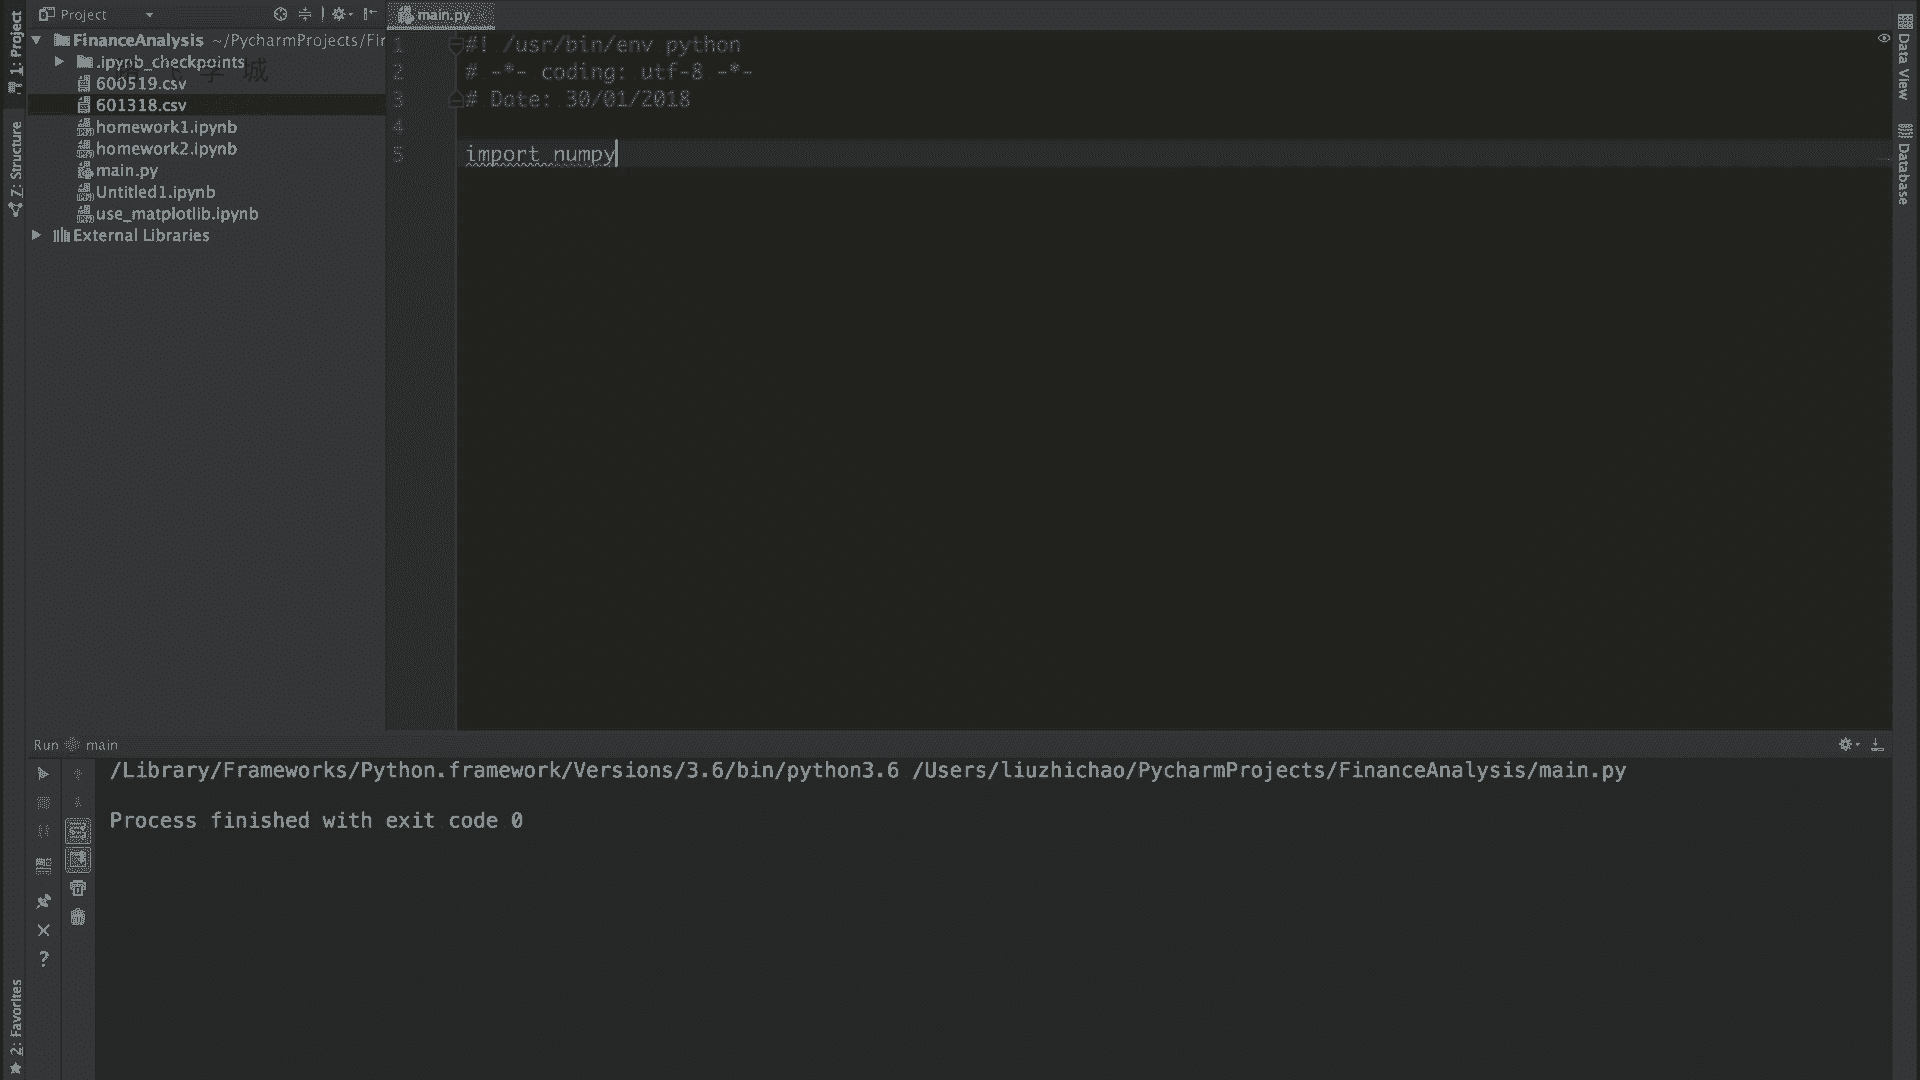 1: Project
Z: Structure
2: Favorites
Project
FinanceAnalysis ~/PycharmProjects/Fir
.ipynb_checkpoints
600519.csv
601318.csv
homework1.ipynb
homework2.ipynb
main.py
Untitled1.ipynb
use_matplotlib.ipynb
External Libraries
main.py
1 #! /usr/bin/env python
2 # -*- coding: utf-8 -*-
3 # Date: 30/01/2018
4
5 import numpy
Data View
Database
Run main
/Library/Frameworks/Python.framework/Versions/3.6/bin/python3.6 /Users/liuzhichao/PycharmProjects/FinanceAnalysis/main.py
Process finished with exit code 0